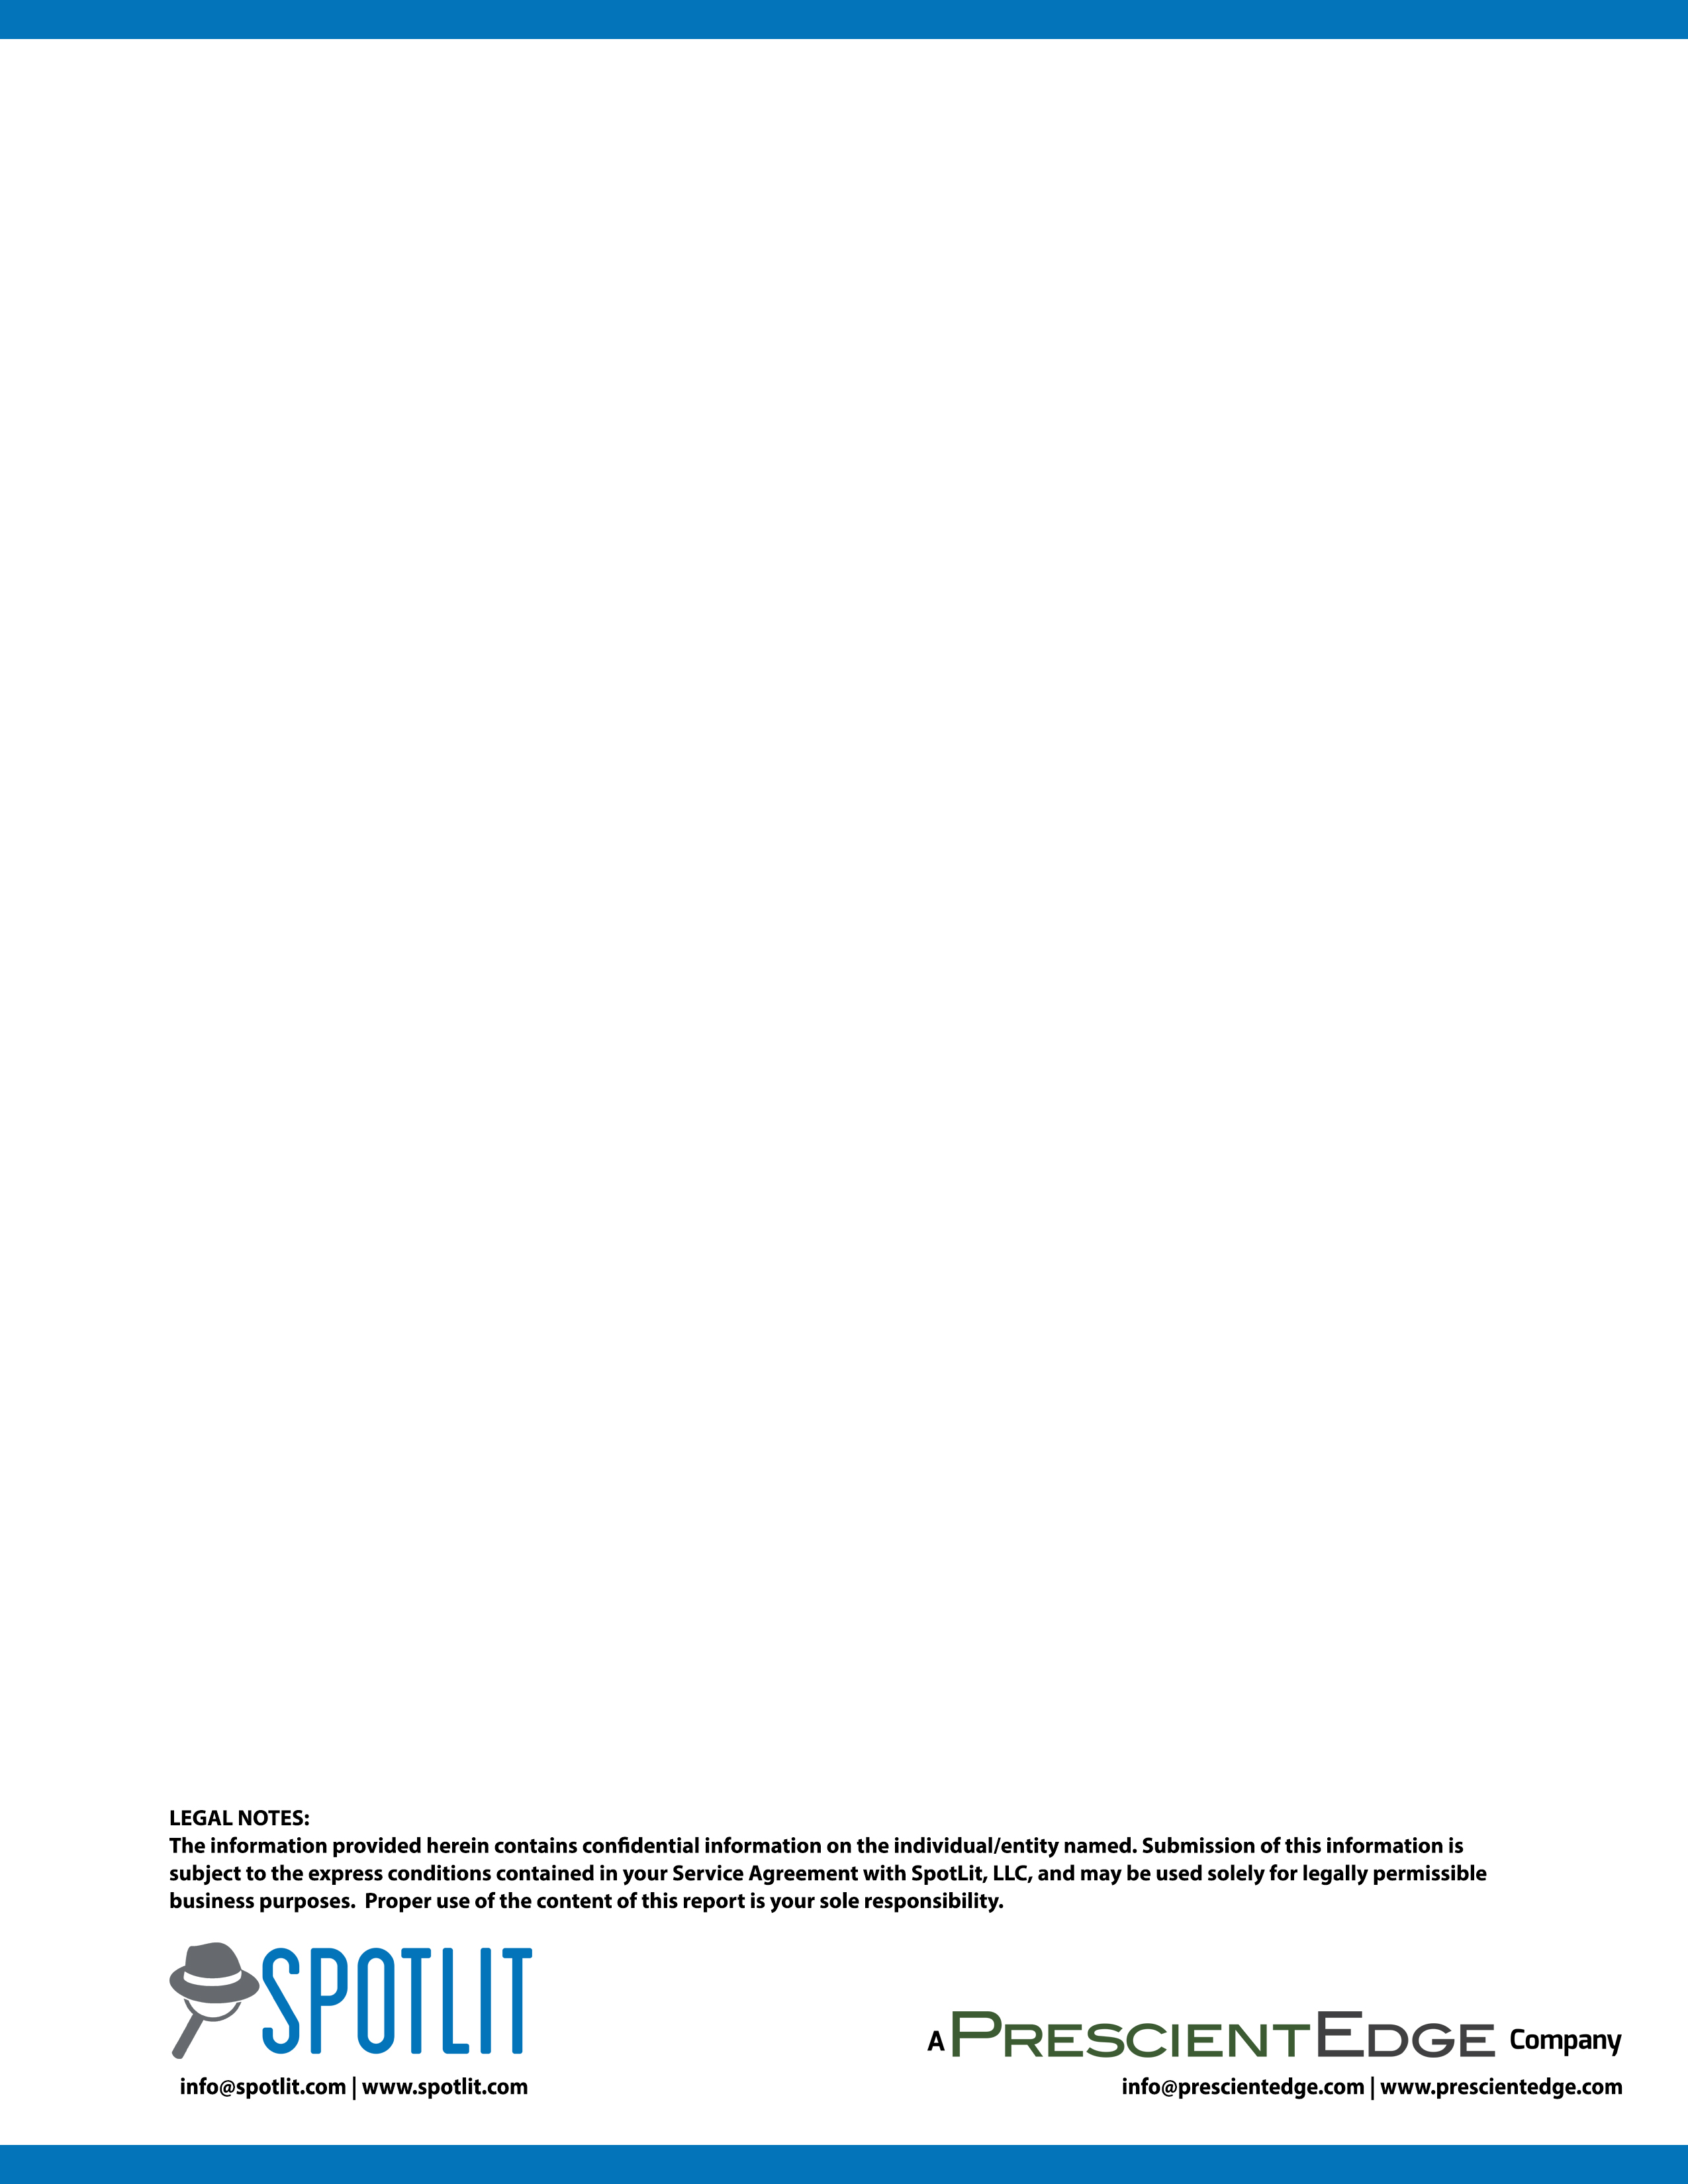 LEGAL NOTES:
The information provided herein contains confidential information on the individual/entity named. Submission of this information is
subject to the express conditions contained in your Service Agreement with SpotLit, LLC, and may be used solely for legally permissible
business purposes.  Proper use of the content of this report is your sole responsibility.
SPOTLIT
info@spotlit.com | www.spotlit.com
A PRESCIENTEDGE Company
info@prescientedge.com | www.prescientedge.com